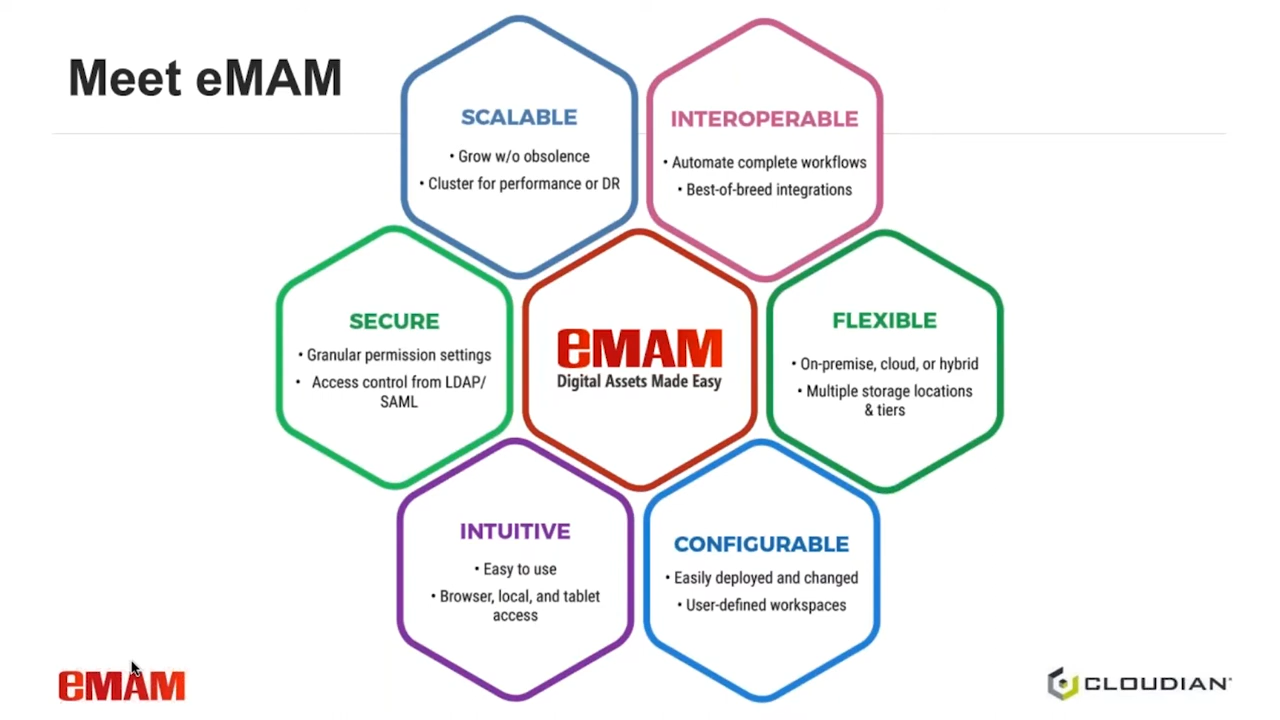 Meet eMAM
SCALABLE
• Grow w/o obsolence
• Cluster for performance or DR
INTEROPERABLE
• Automate complete workflows
• Best-of-breed integrations
SECURE
• Granular permission settings
• Access control from LDAP/
SAML
eMAM
Digital Assets Made Easy
FLEXIBLE
• On-premise, cloud, or hybrid
• Multiple storage locations
& tiers
INTUITIVE
• Easy to use
• Browser, local, and tablet
access
CONFIGURABLE
• Easily deployed and changed
• User-defined workspaces
eMAM
CLOUDIAN